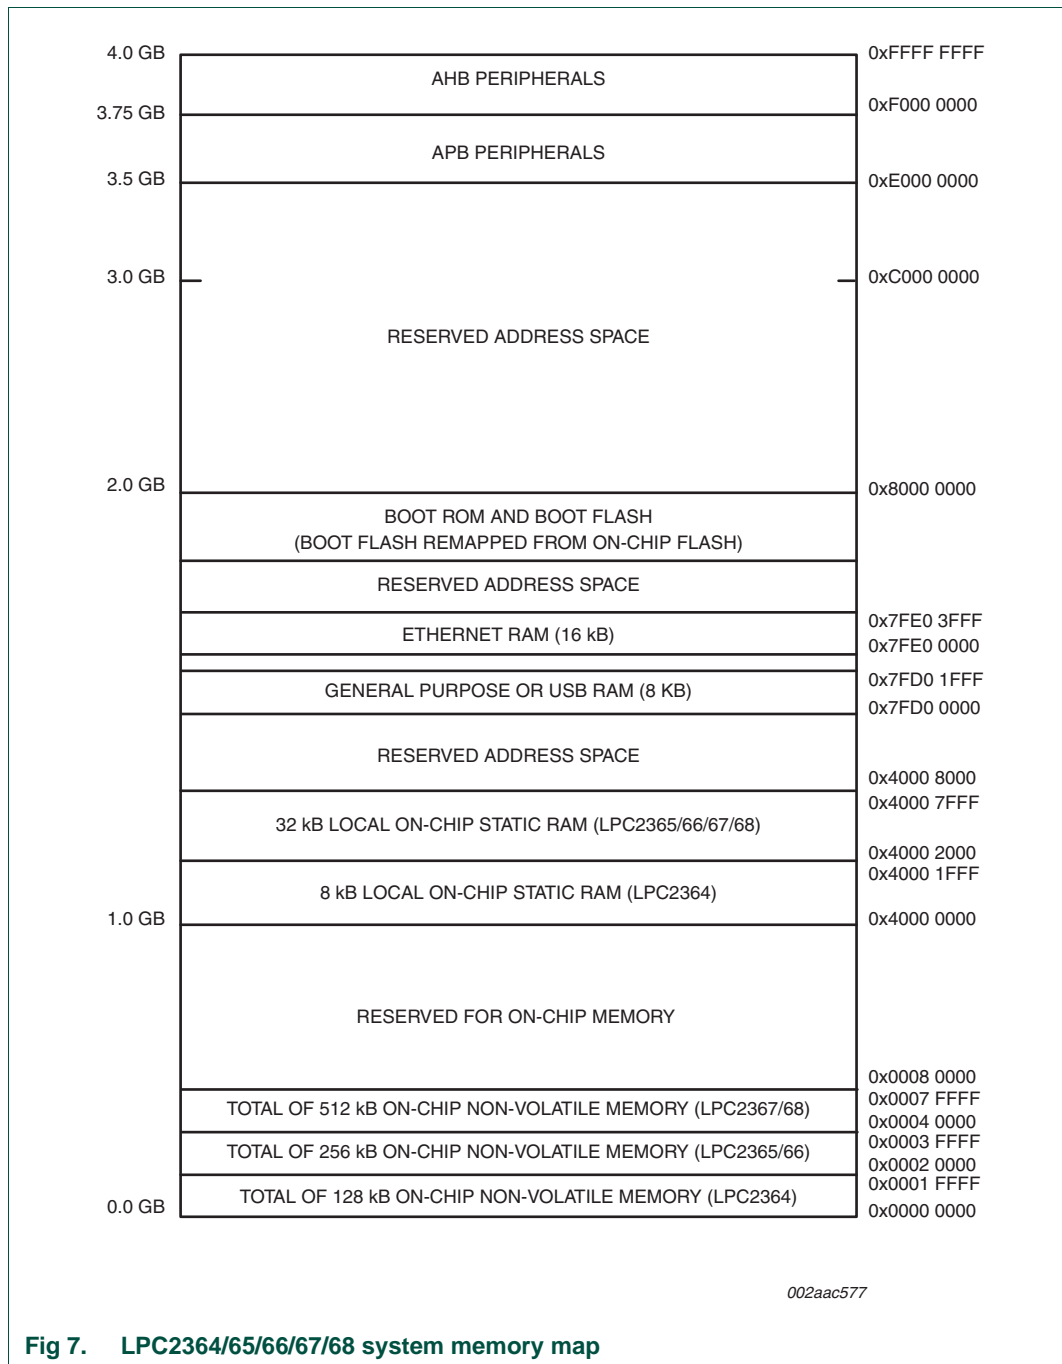 4.0 GB
0xFFFF FFFF
AHB PERIPHERALS
3.75 GB
0xF000 0000
APB PERIPHERALS
3.5 GB
0xE000 0000
3.0 GB
0xC000 0000
RESERVED ADDRESS SPACE
2.0 GB
0x8000 0000
BOOT ROM AND BOOT FLASH
(BOOT FLASH REMAPPED FROM ON-CHIP FLASH)
RESERVED ADDRESS SPACE
0x7FE0 3FFF
ETHERNET RAM (16 kB)
0x7FE0 0000
0x7FD0 1FFF
GENERAL PURPOSE OR USB RAM (8 KB)
0x7FD0 0000
RESERVED ADDRESS SPACE
0x4000 8000
0x4000 7FFF
32 kB LOCAL ON-CHIP STATIC RAM (LPC2365/66/67/68)
0x4000 2000
0x4000 1FFF
8 kB LOCAL ON-CHIP STATIC RAM (LPC2364)
1.0 GB
0x4000 0000
RESERVED FOR ON-CHIP MEMORY
0x0008 0000
0x0007 FFFF
TOTAL OF 512 kB ON-CHIP NON-VOLATILE MEMORY (LPC2367/68)
0x0004 0000
0x0003 FFFF
TOTAL OF 256 kB ON-CHIP NON-VOLATILE MEMORY (LPC2365/66)
0x0002 0000
0x0001 FFFF
TOTAL OF 128 kB ON-CHIP NON-VOLATILE MEMORY (LPC2364)
0.0 GB
0x0000 0000
002aac577
Fig 7. LPC2364/65/66/67/68 system memory map